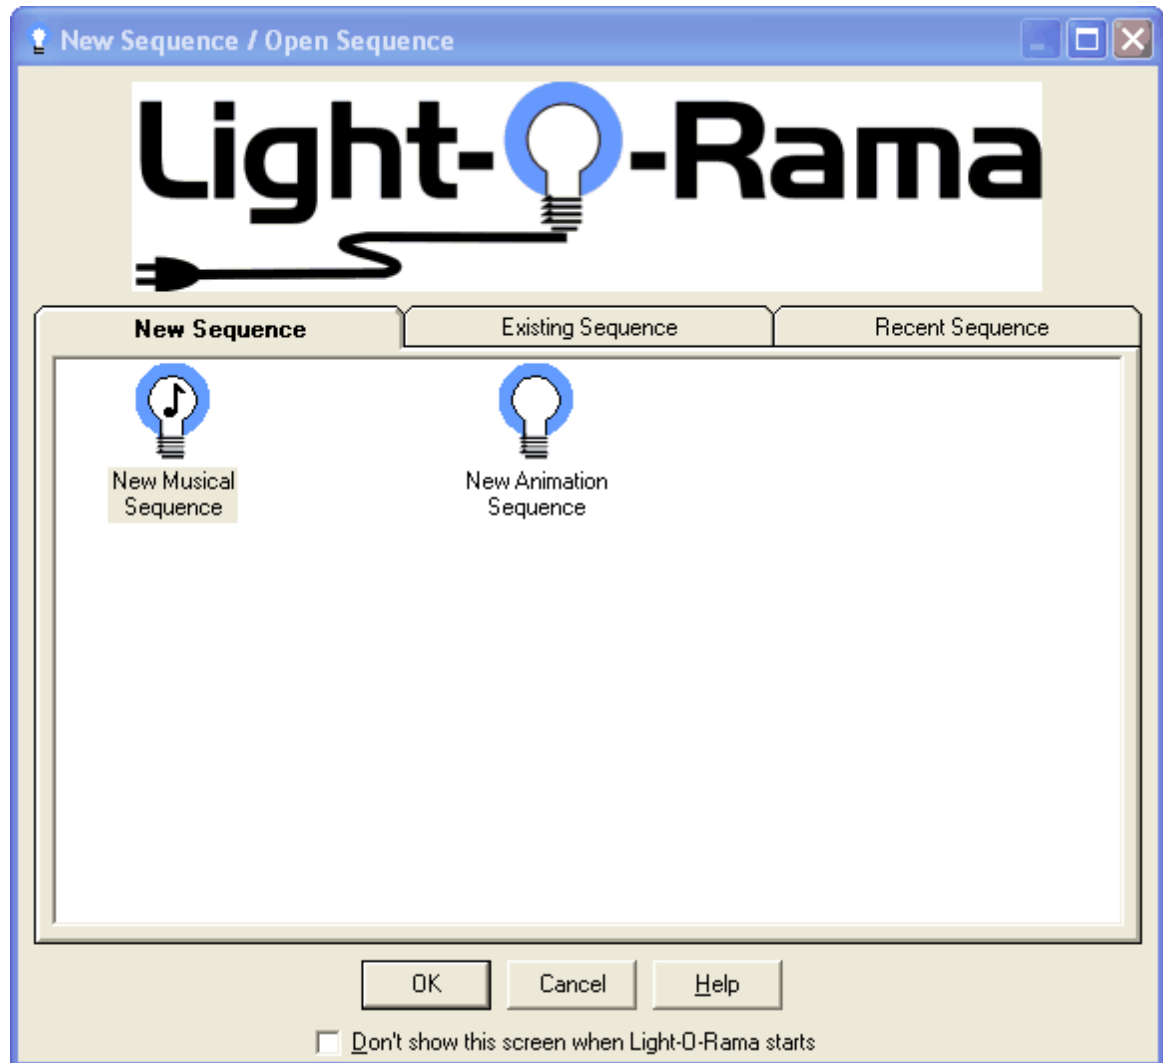 New Sequence / Open Sequence
Light-O-Rama
New Sequence
Existing Sequence
Recent Sequence
New Musical
Sequence
New Animation
Sequence
OK
Cancel
Help
Don't show this screen when Light-O-Rama starts